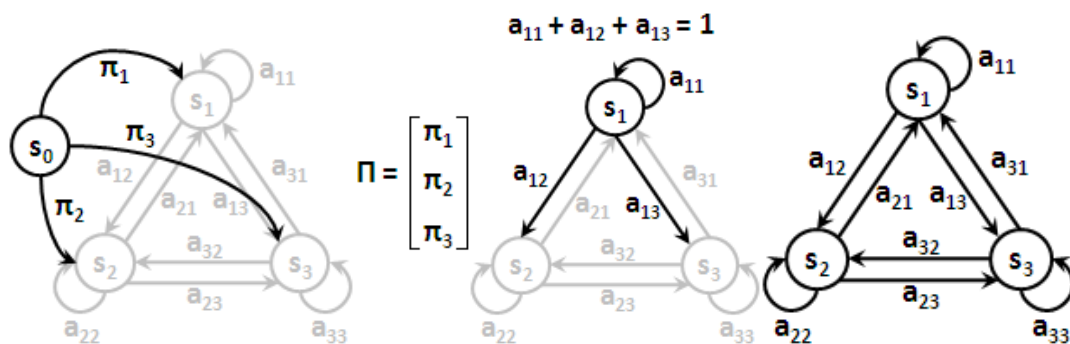 a₁₁ + a₁₂ + a₁₃ = 1
π₁
s₁
a₁₁
s₀
π₃
a₁₂
a₃₁
π₂
a₂₁
a₁₃
s₂
a₃₂
s₃
a₂₃
a₂₂
a₃₃
Π =
π₁
π₂
π₃
a₁₁
s₁
a₁₂
a₃₁
a₂₁
a₁₃
s₂
a₃₂
s₃
a₂₃
a₂₂
a₃₃
a₁₁
s₁
a₁₂
a₃₁
a₂₁
a₁₃
s₂
a₃₂
s₃
a₂₃
a₂₂
a₃₃